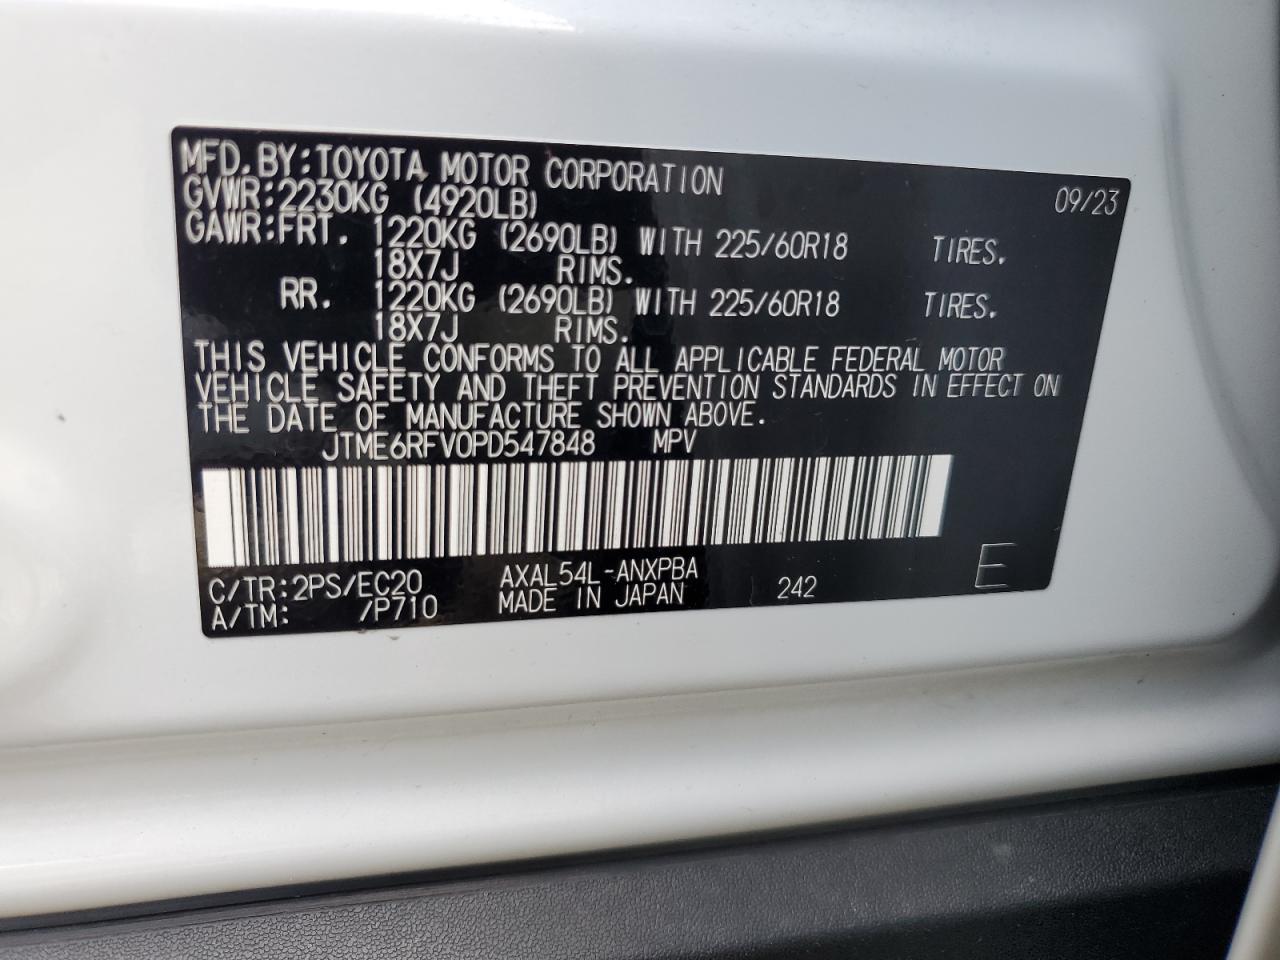 MFD.BY:TOYOTA MOTOR CORPORATION 09/23
GVWR:2230KG (4920LB)
GAWR:FRT. 1220KG (2690LB) WITH 225/60R18 TIRES.
18X7J RIMS.
RR. 1220KG (2690LB) WITH 225/60R18 TIRES.
18X7J RIMS.
THIS VEHICLE CONFORMS TO ALL APPLICABLE FEDERAL MOTOR
VEHICLE SAFETY AND THEFT PREVENTION STANDARDS IN EFFECT ON
THE DATE OF MANUFACTURE SHOWN ABOVE.
JTME6RFV0PD547848 MPV
C/TR:2PS/EC20 AXAL54L-ANXPBA 242 E
A/TM: /P710 MADE IN JAPAN